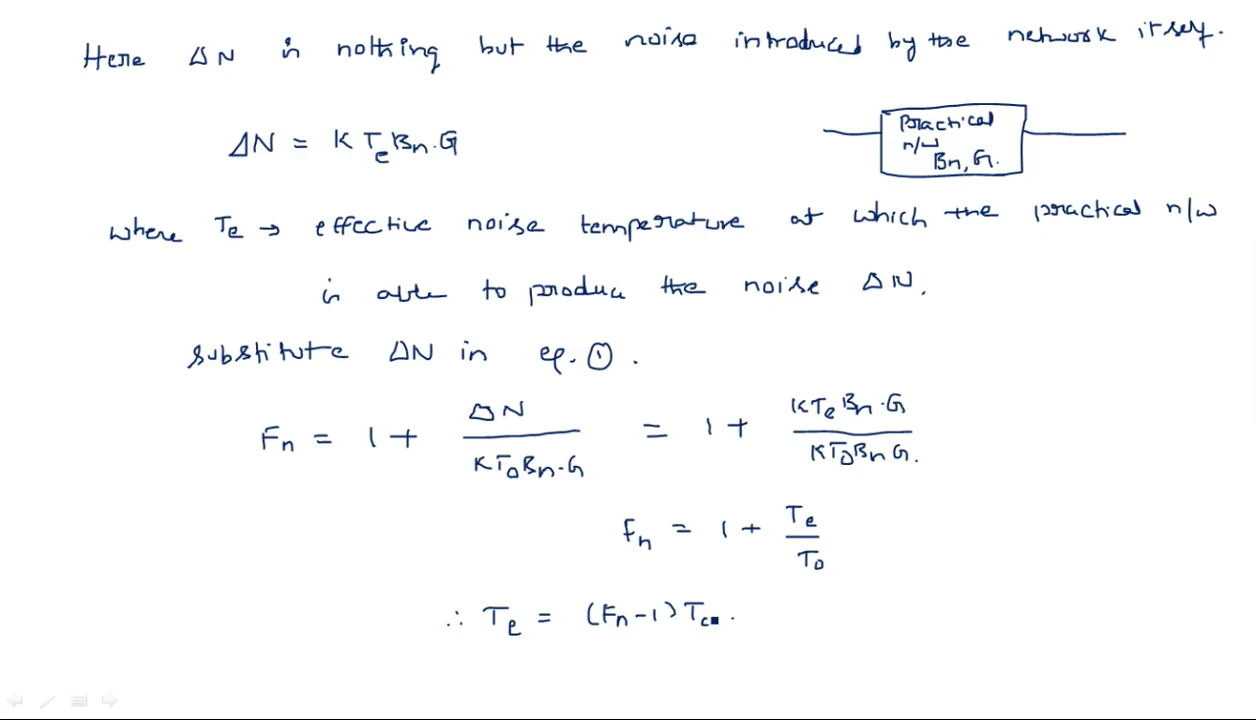 Here ΔN is nothing but the noise introduced by the network itself.
ΔN = K Te Bn . G
Practical
n/w
Bn, G.
where Te → effective noise temperature at which the practical n/w
is able to produce the noise ΔN.
substitute ΔN in eq. ①.
Fn = 1 + ΔN / KT0Bn.G = 1 + KTeBn.G / KT0BnG.
Fn = 1 + Te / T0
∴ Te = (Fn - 1) T